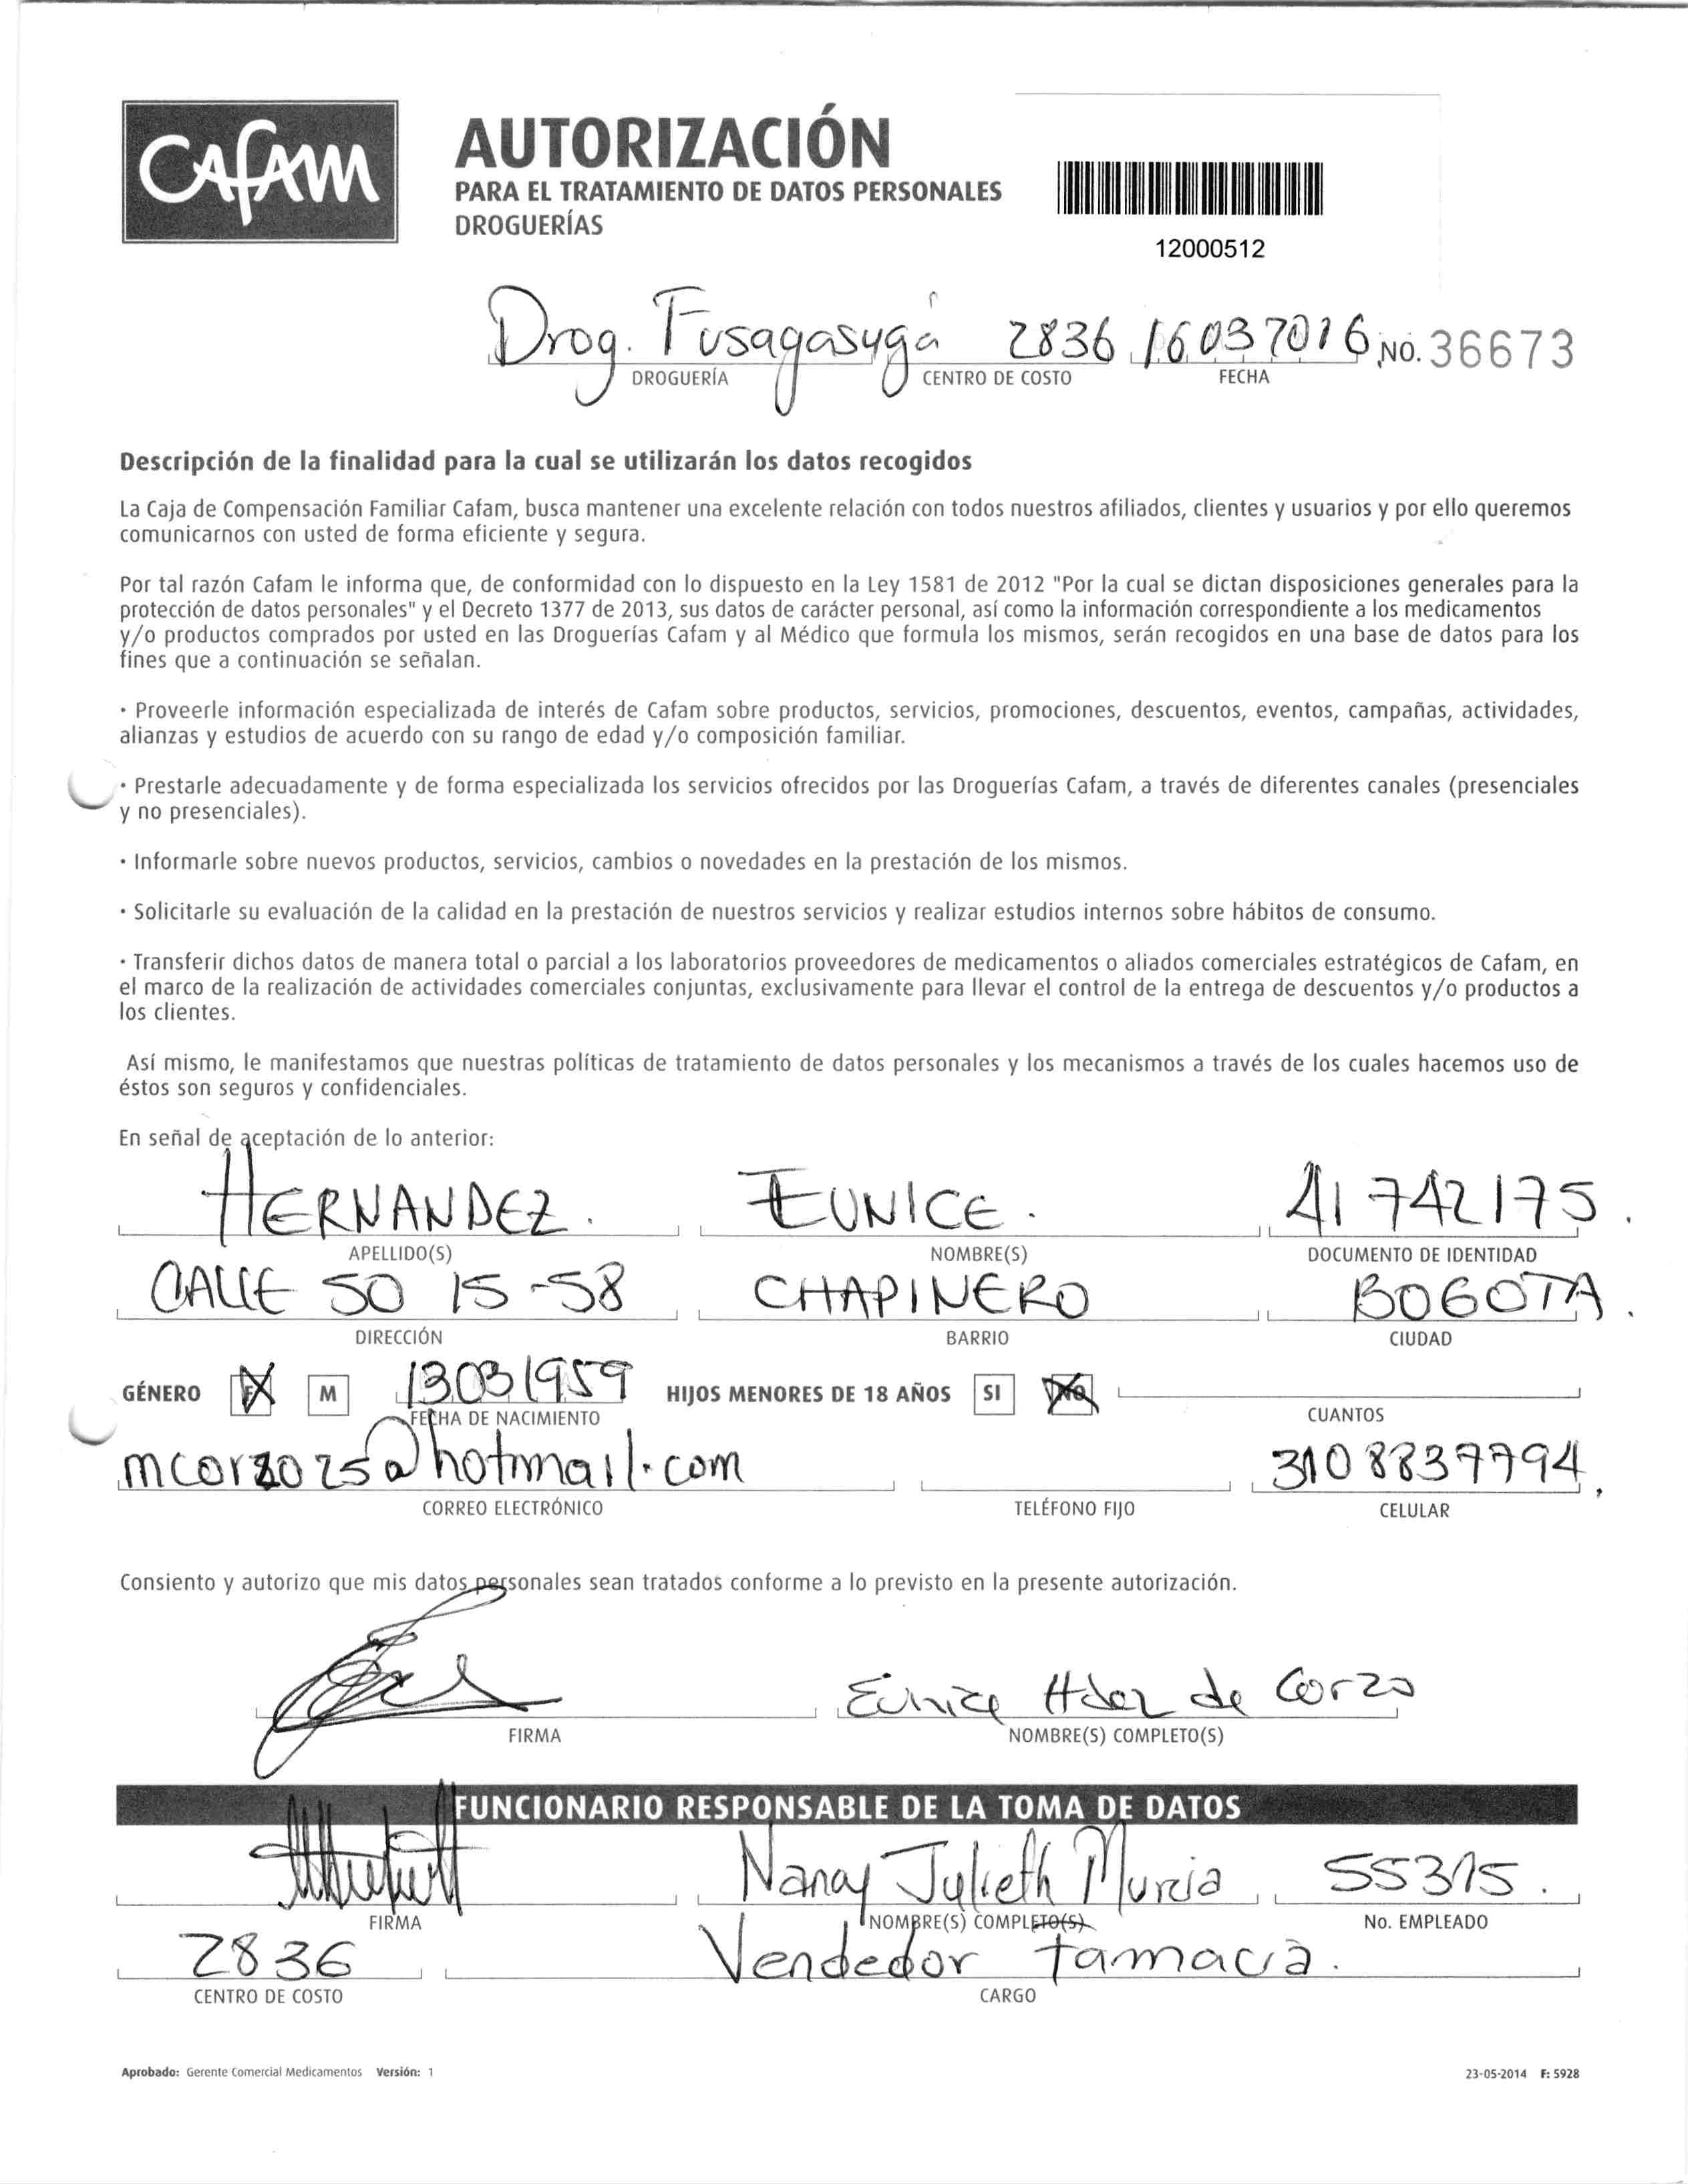 CAFAM
AUTORIZACIÓN
PARA EL TRATAMIENTO DE DATOS PERSONALES
DROGUERÍAS
12000512
Drog. Fusagasugá 2836 16 03 2016 NO. 36673
DROGUERÍA CENTRO DE COSTO FECHA
Descripción de la finalidad para la cual se utilizarán los datos recogidos
La Caja de Compensación Familiar Cafam, busca mantener una excelente relación con todos nuestros afiliados, clientes y usuarios y por ello queremos
comunicarnos con usted de forma eficiente y segura.
Por tal razón Cafam le informa que, de conformidad con lo dispuesto en la Ley 1581 de 2012 "Por la cual se dictan disposiciones generales para la
protección de datos personales" y el Decreto 1377 de 2013, sus datos de carácter personal, así como la información correspondiente a los medicamentos
y/o productos comprados por usted en las Droguerías Cafam y al Médico que formula los mismos, serán recogidos en una base de datos para los
fines que a continuación se señalan.
· Proveerle información especializada de interés de Cafam sobre productos, servicios, promociones, descuentos, eventos, campañas, actividades,
alianzas y estudios de acuerdo con su rango de edad y/o composición familiar.
· Prestarle adecuadamente y de forma especializada los servicios ofrecidos por las Droguerías Cafam, a través de diferentes canales (presenciales
y no presenciales).
· Informarle sobre nuevos productos, servicios, cambios o novedades en la prestación de los mismos.
· Solicitarle su evaluación de la calidad en la prestación de nuestros servicios y realizar estudios internos sobre hábitos de consumo.
· Transferir dichos datos de manera total o parcial a los laboratorios proveedores de medicamentos o aliados comerciales estratégicos de Cafam, en
el marco de la realización de actividades comerciales conjuntas, exclusivamente para llevar el control de la entrega de descuentos y/o productos a
los clientes.
Así mismo, le manifestamos que nuestras políticas de tratamiento de datos personales y los mecanismos a través de los cuales hacemos uso de
éstos son seguros y confidenciales.
En señal de aceptación de lo anterior:
HERNANDEZ. EUNICE. 41742175.
APELLIDO(S) NOMBRE(S) DOCUMENTO DE IDENTIDAD
CALLE 50 15-58 CHAPINERO BOGOTA.
DIRECCIÓN BARRIO CIUDAD
GÉNERO F M 13031959 HIJOS MENORES DE 18 AÑOS SI NO
FECHA DE NACIMIENTO CUANTOS
mcorzo25@hotmail.com 310 8839994.
CORREO ELECTRÓNICO TELÉFONO FIJO CELULAR
Consiento y autorizo que mis datos personales sean tratados conforme a lo previsto en la presente autorización.
Eunice Hdez de Corzo
FIRMA NOMBRE(S) COMPLETO(S)
FUNCIONARIO RESPONSABLE DE LA TOMA DE DATOS
Nancy Julieth Murcia 55315.
FIRMA NOMBRE(S) COMPLETO(S) No. EMPLEADO
2836 Vendedor farmacia.
CENTRO DE COSTO CARGO
Aprobado: Gerente Comercial Medicamentos Versión: 1 23-05-2014 F: 5928